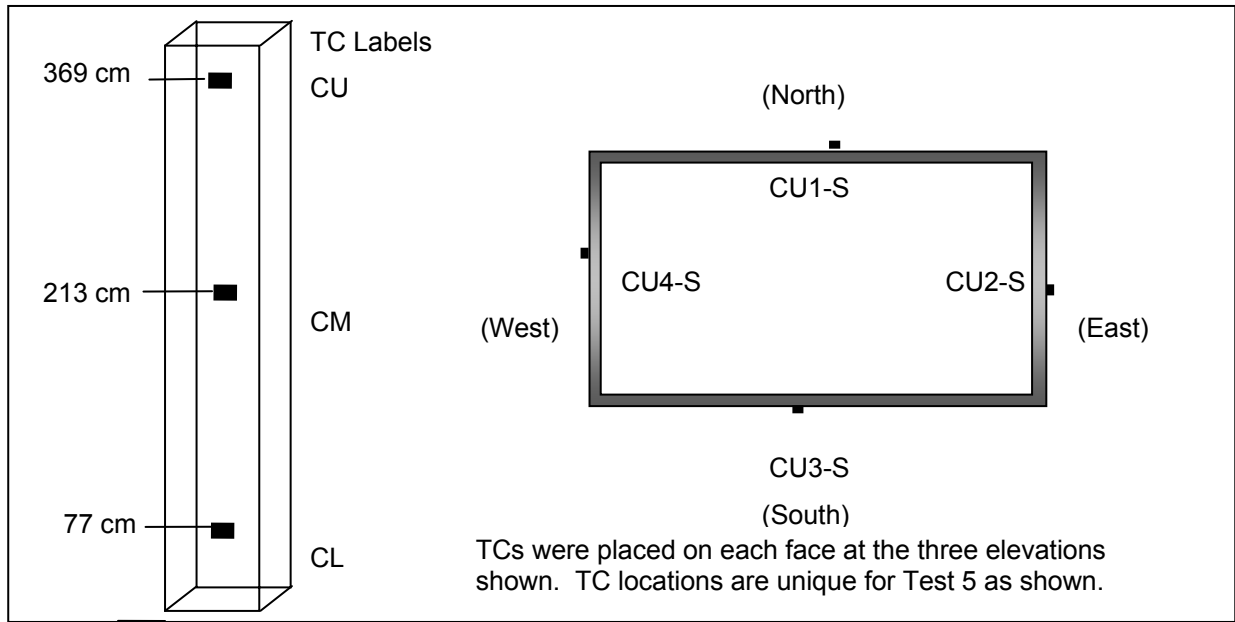 TC Labels
369 cm
CU
213 cm
CM
77 cm
CL
(North)
CU1-S
CU4-S
CU2-S
(West)
(East)
CU3-S
(South)
TCs were placed on each face at the three elevations
shown. TC locations are unique for Test 5 as shown.